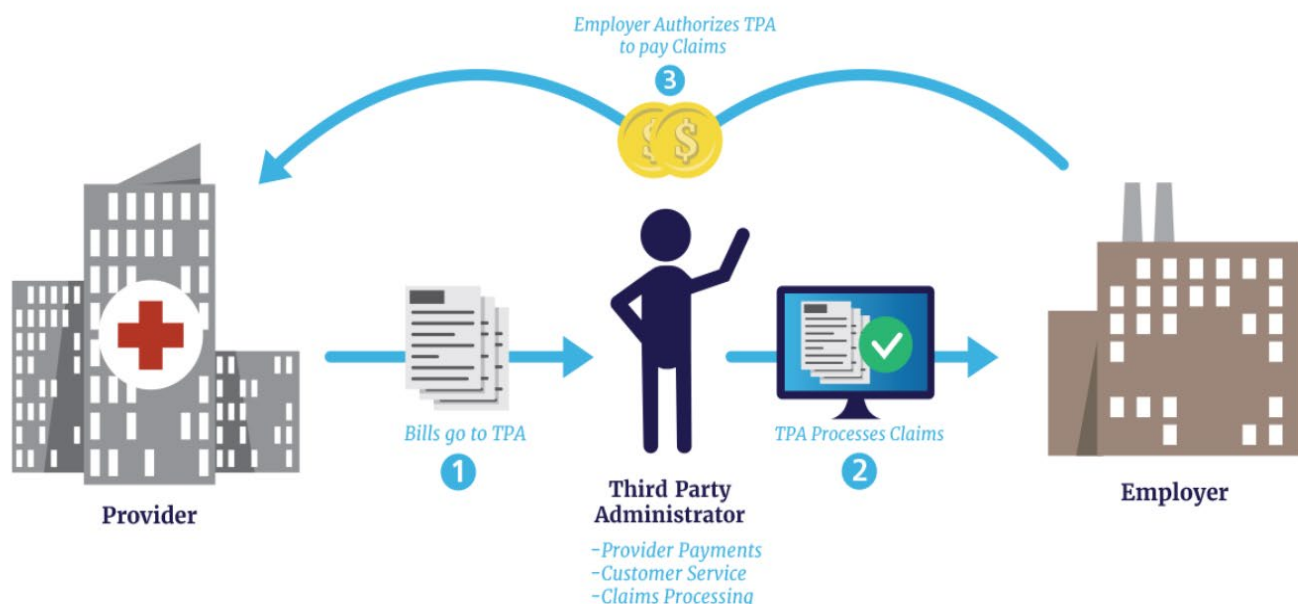 Employer Authorizes TPA
to pay Claims
3
$ $
Bills go to TPA
1
TPA Processes Claims
2
Provider
Third Party
Administrator
-Provider Payments
-Customer Service
-Claims Processing
Employer